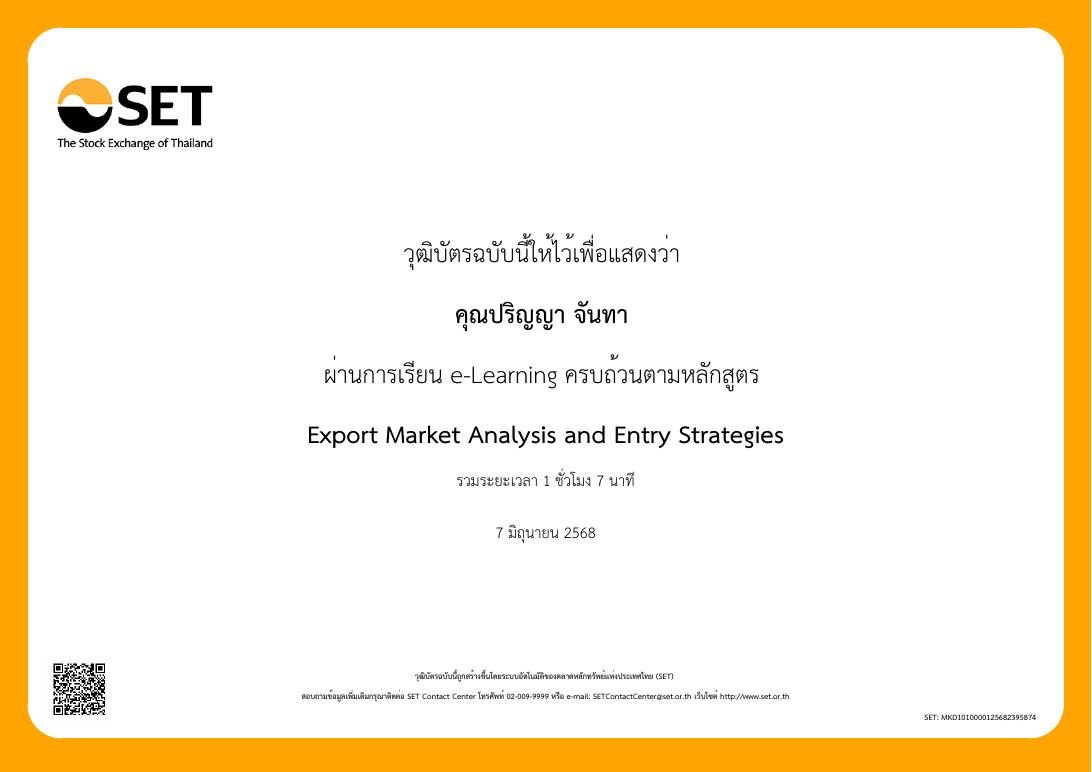 SET
The Stock Exchange of Thailand
วุฒิบัตรฉบับนี้ให้ไว้เพื่อแสดงว่า
คุณปริญญา จันทา
ผ่านการเรียน e-Learning ครบถ้วนตามหลักสูตร
Export Market Analysis and Entry Strategies
รวมระยะเวลา 1 ชั่วโมง 7 นาที
7 มิถุนายน 2568
วุฒิบัตรฉบับนี้ถูกสร้างขึ้นโดยระบบอัตโนมัติของตลาดหลักทรัพย์แห่งประเทศไทย (SET)
สอบถามข้อมูลเพิ่มเติมกรุณาติดต่อ SET Contact Center โทรศัพท์ 02-009-9999 หรือ e-mail: SETContactCenter@set.or.th เว็บไซต์ http://www.set.or.th
SET: MKD1010000125682395874